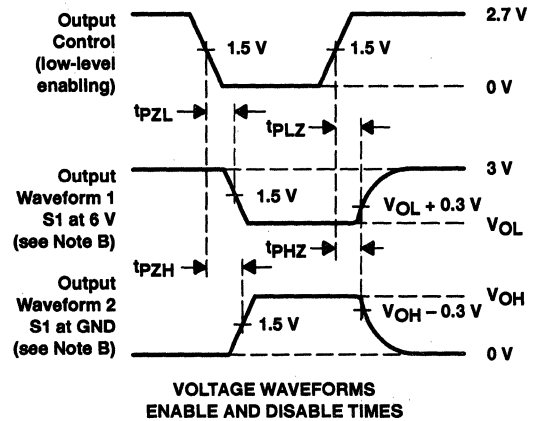 Output
Control
(low-level
enabling)
2.7 V
1.5 V
1.5 V
0 V
tPZL
tPLZ
Output
Waveform 1
S1 at 6 V
(see Note B)
3 V
1.5 V
VOL + 0.3 V
VOL
tPHZ
tPZH
Output
Waveform 2
S1 at GND
(see Note B)
VOH
1.5 V
VOH – 0.3 V
0 V
VOLTAGE WAVEFORMS
ENABLE AND DISABLE TIMES